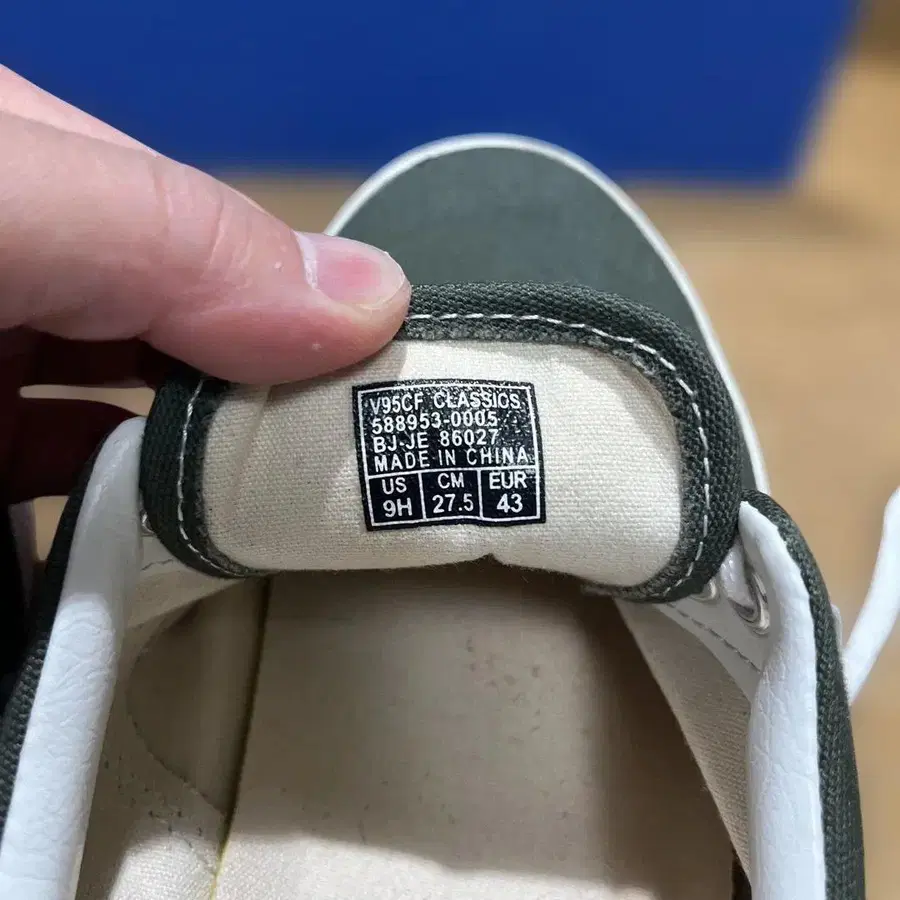 V95CF CLASSICS
588953-0005
BJ-JE 86027
MADE IN CHINA
US CM EUR
9H 27.5 43